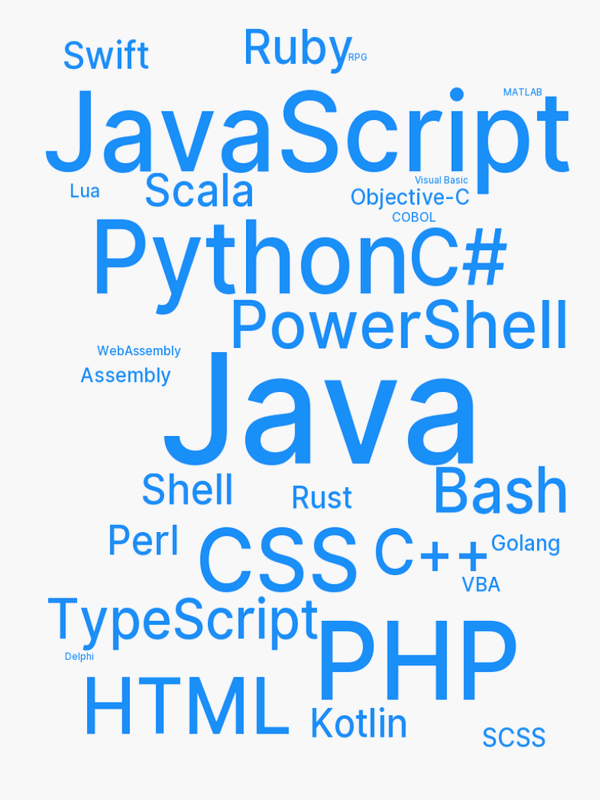 Swift
Ruby
RPG
MATLAB
JavaScript
Visual Basic
Lua
Scala
Objective-C
COBOL
Python
C#
PowerShell
WebAssembly
Assembly
Java
Shell
Rust
Bash
Perl
CSS
C++
Golang
VBA
TypeScript
Delphi
PHP
HTML
Kotlin
SCSS